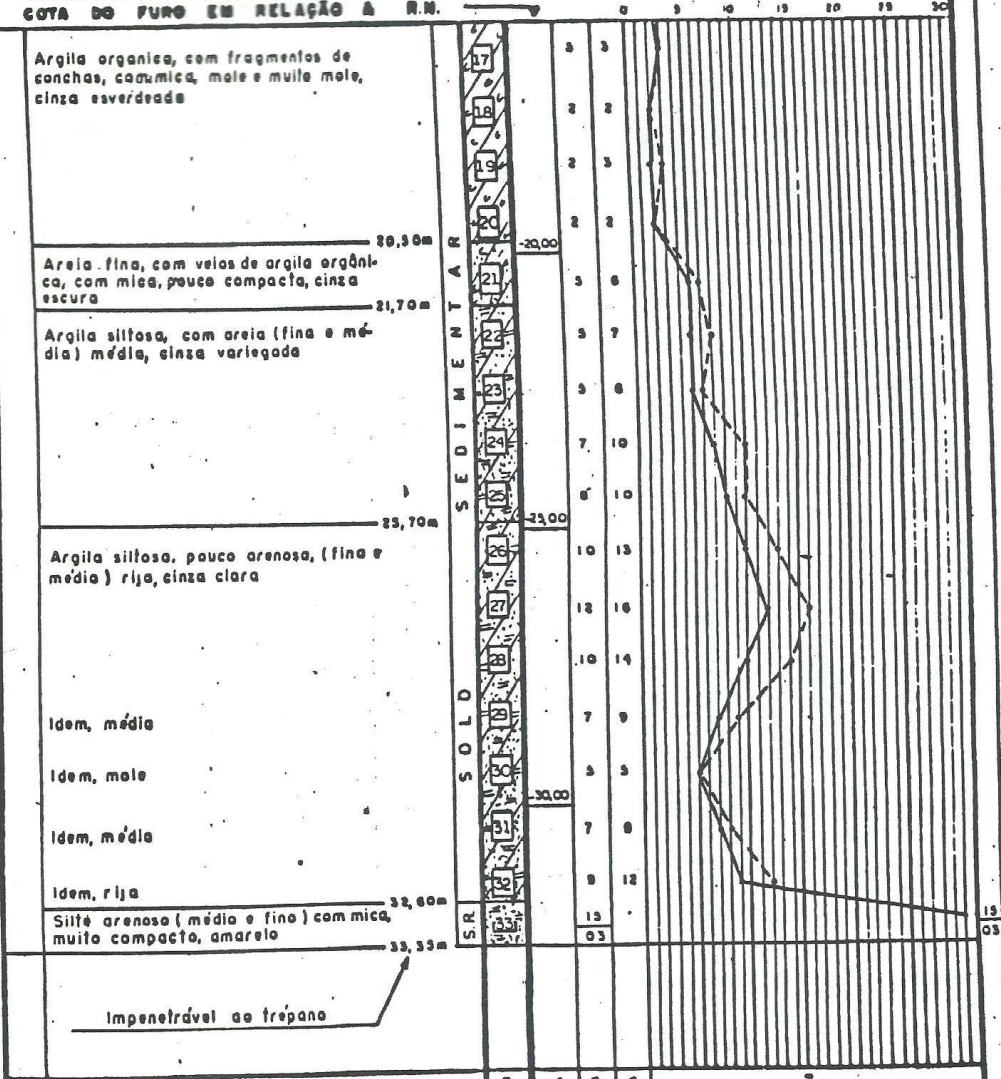 COTA DO FURO EM RELAÇÃO A R.N.
0 5 10 15 20 25 30
Argila organica, com fragmentos de
conchas, com mica, mole e muito mole,
cinza esverdeada
17 3 3
18 2 2
19 2 3
20 2 2
20,50m
-20,00
Areia fina, com veios de argila orgâni-
ca, com mica, pouco compacta, cinza
escura
21 5 6
21,70m
Argila siltosa, com areia (fina e mé-
dia) média, cinza variegada
22 5 7
23 5 6
24 7 10
25 8 10
25,70m
-25,00
Argila siltosa, pouco arenosa, (fina e
média) rija, cinza clara
26 10 13
27 12 16
28 10 14
Idem, média
29 7 9
Idem, mole
30 5 5
-30,00
Idem, média
31 7 8
Idem, rija
32 9 12
32,60m
SOLO SEDIMENTAR
Silte arenoso (médio e fino) com mica,
muito compacto, amarelo
S.R.
33 15
03
15
03
33,35m
Impenetrável ao trépano